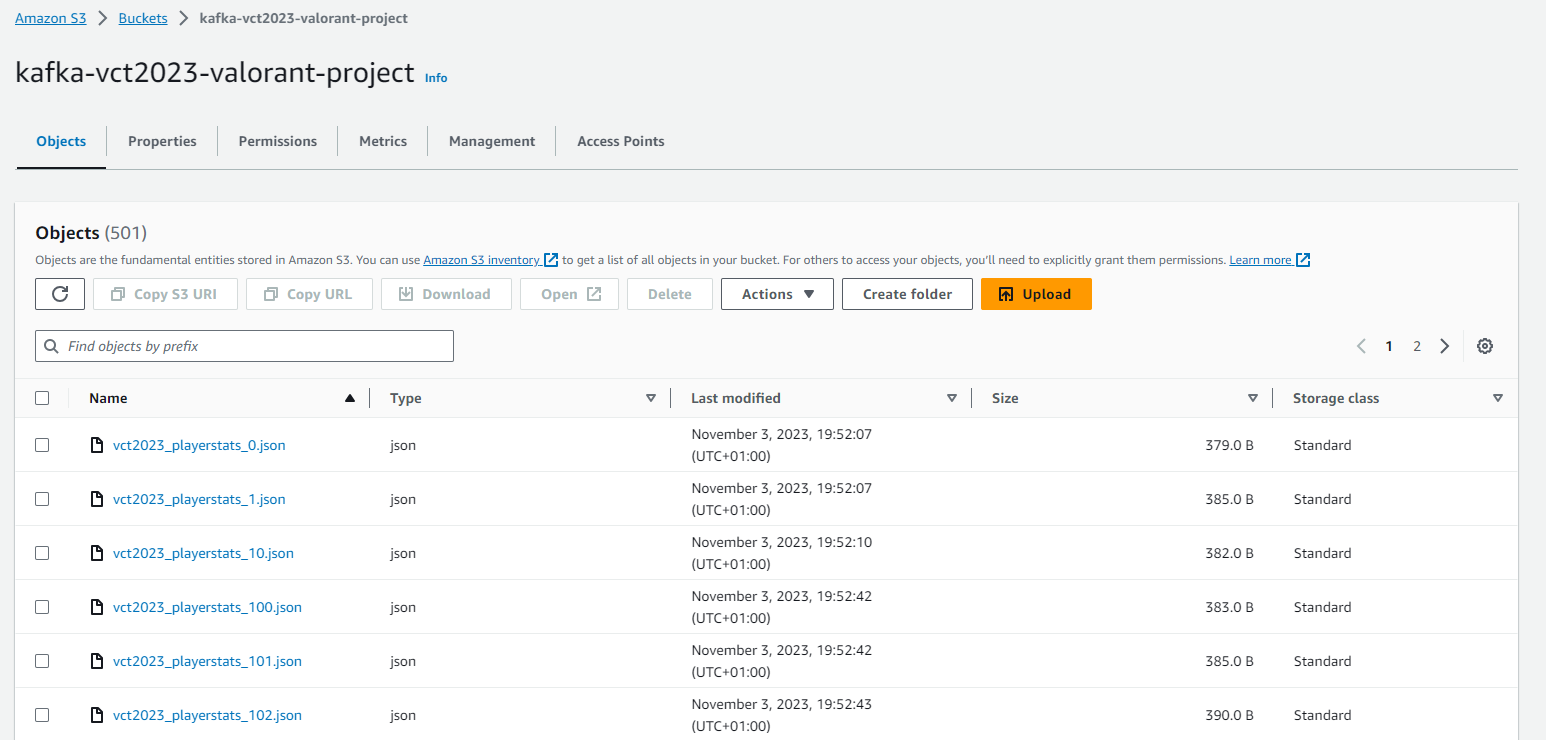 Amazon S3 > Buckets > kafka-vct2023-valorant-project
kafka-vct2023-valorant-project Info
Objects Properties Permissions Metrics Management Access Points
Objects (501)
Objects are the fundamental entities stored in Amazon S3. You can use Amazon S3 inventory to get a list of all objects in your bucket. For others to access your objects, you'll need to explicitly grant them permissions. Learn more
Copy S3 URI Copy URL Download Open Delete Actions Create folder Upload
Find objects by prefix 1 2
Name Type Last modified Size Storage class
vct2023_playerstats_0.json json November 3, 2023, 19:52:07 379.0 B Standard
(UTC+01:00)
vct2023_playerstats_1.json json November 3, 2023, 19:52:07 385.0 B Standard
(UTC+01:00)
vct2023_playerstats_10.json json November 3, 2023, 19:52:10 382.0 B Standard
(UTC+01:00)
vct2023_playerstats_100.json json November 3, 2023, 19:52:42 383.0 B Standard
(UTC+01:00)
vct2023_playerstats_101.json json November 3, 2023, 19:52:42 385.0 B Standard
(UTC+01:00)
vct2023_playerstats_102.json json November 3, 2023, 19:52:43 390.0 B Standard
(UTC+01:00)